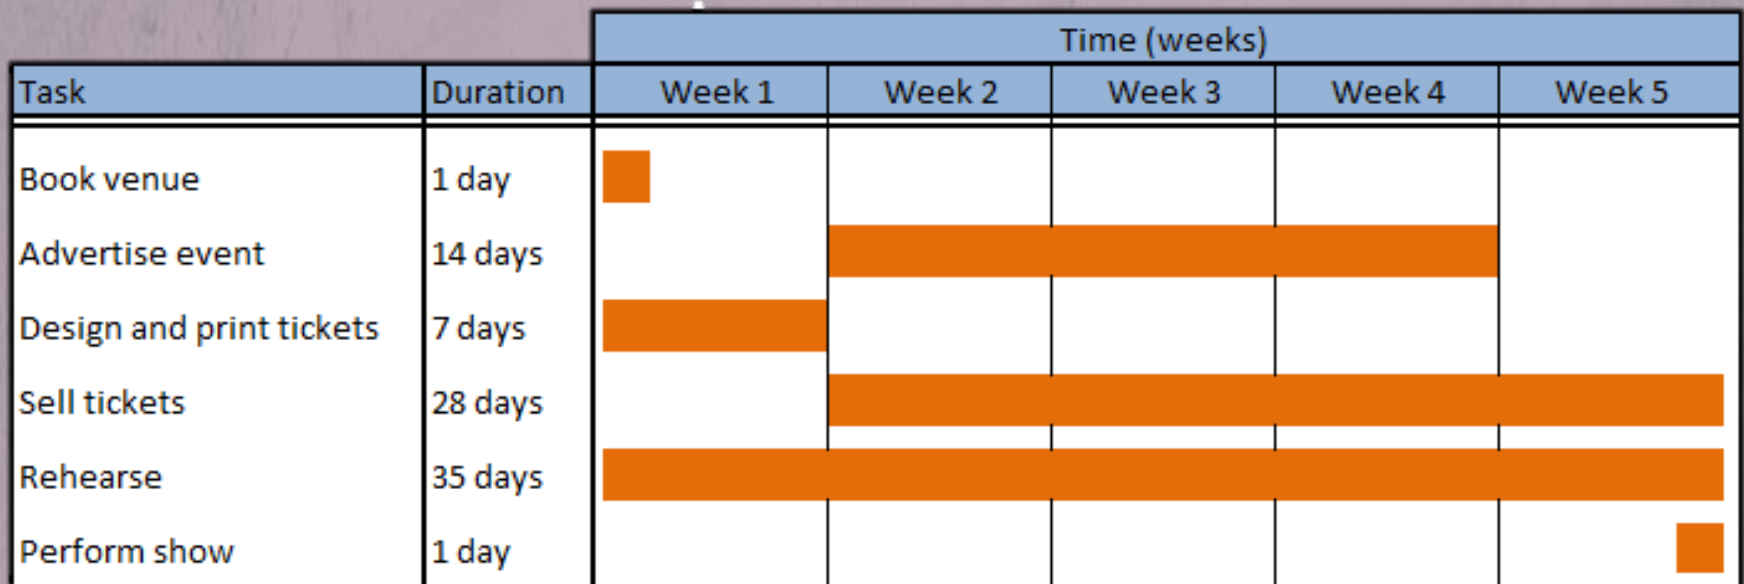 Time (weeks)
Task Duration Week 1 Week 2 Week 3 Week 4 Week 5
Book venue 1 day
Advertise event 14 days
Design and print tickets 7 days
Sell tickets 28 days
Rehearse 35 days
Perform show 1 day